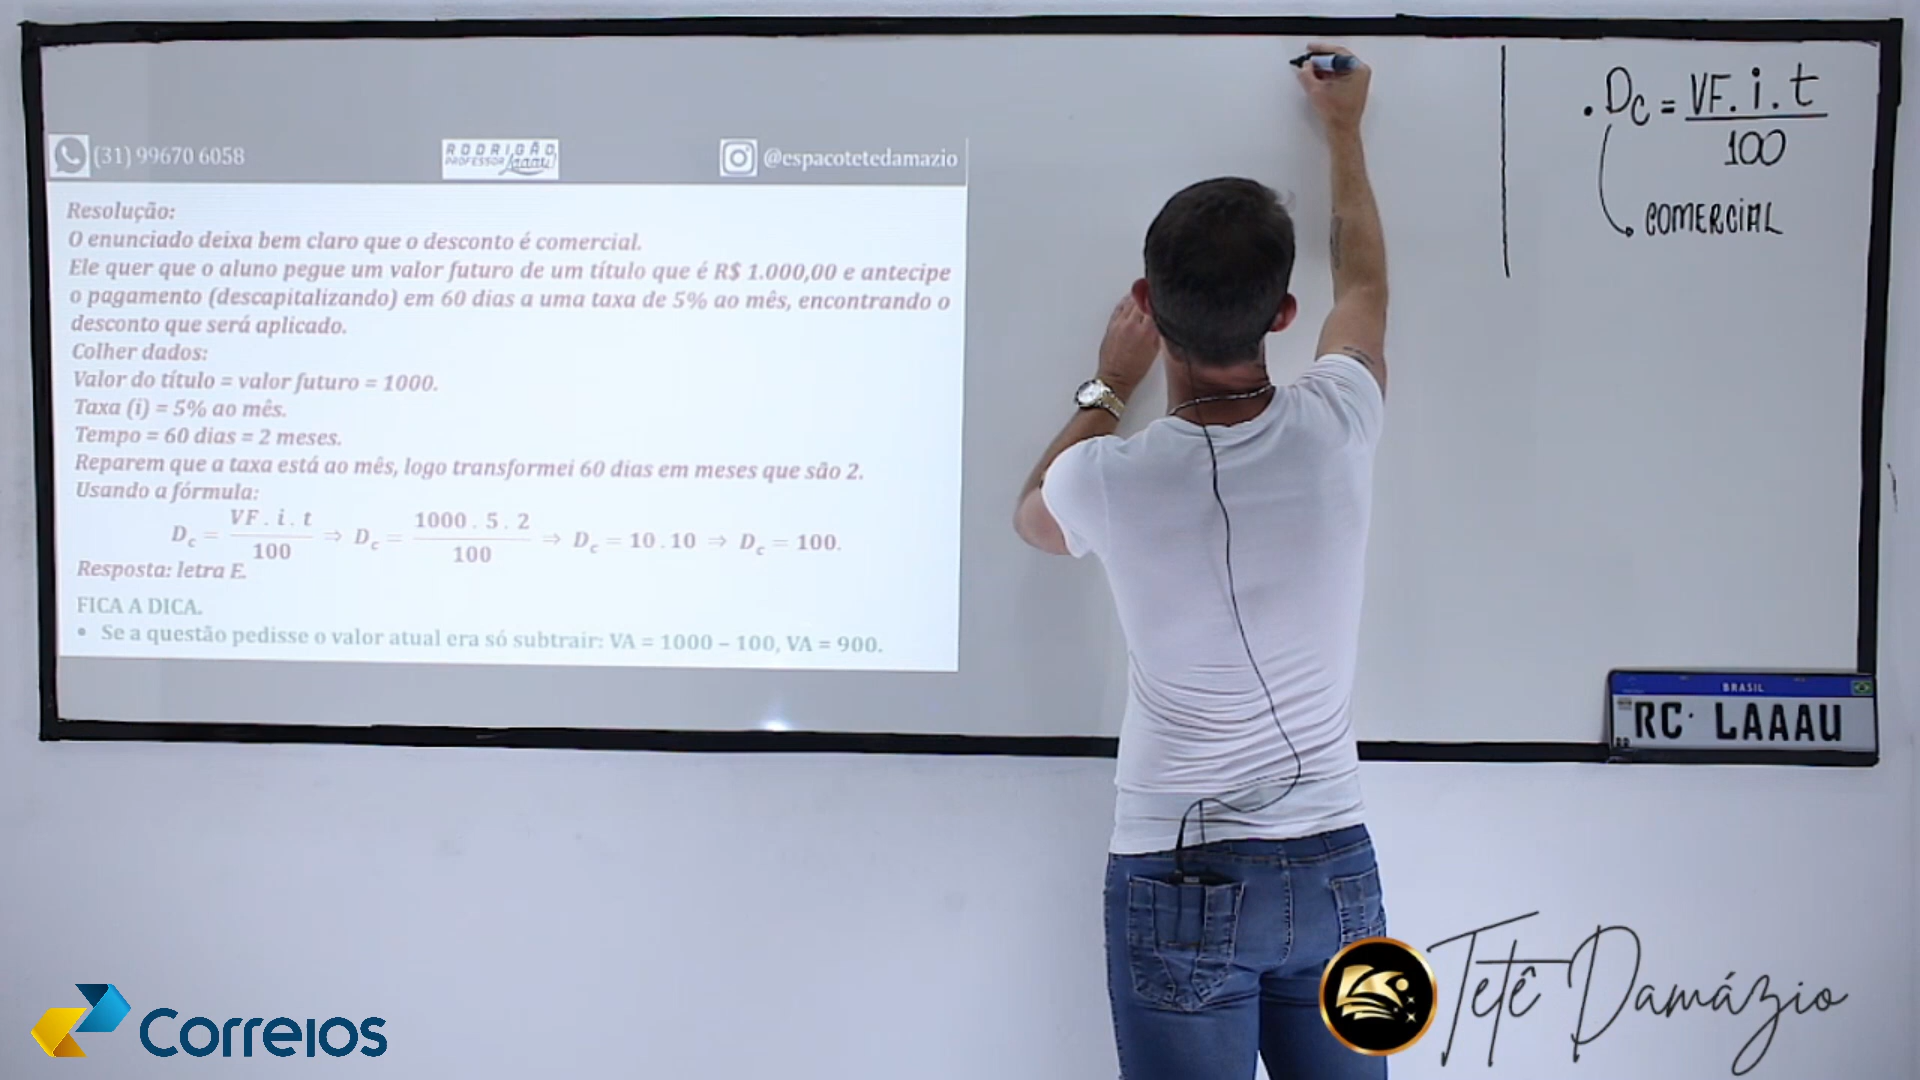 (31) 99670 6058
RODRIGÃO
PROFESSOR Laaau!
@espacotetedamazio
Resolução:
O enunciado deixa bem claro que o desconto é comercial.
Ele quer que o aluno pegue um valor futuro de um título que é R$ 1.000,00 e antecipe
o pagamento (descapitalizando) em 60 dias a uma taxa de 5% ao mês, encontrando o
desconto que será aplicado.
Colher dados:
Valor do título = valor futuro = 1000.
Taxa (i) = 5% ao mês.
Tempo = 60 dias = 2 meses.
Reparem que a taxa está ao mês, logo transformei 60 dias em meses que são 2.
Usando a fórmula:
D_c = VF . i . t / 100 ⇒ D_c = 1000 . 5 . 2 / 100 ⇒ D_c = 10 . 10 ⇒ D_c = 100.
Resposta: letra E.
FICA A DICA.
• Se a questão pedisse o valor atual era só subtrair: VA = 1000 – 100, VA = 900.
. Dc = VF. i. t / 100
COMERCIAL
BRASIL
BR
RC· LAAAU
Correios
Tetê Damázio